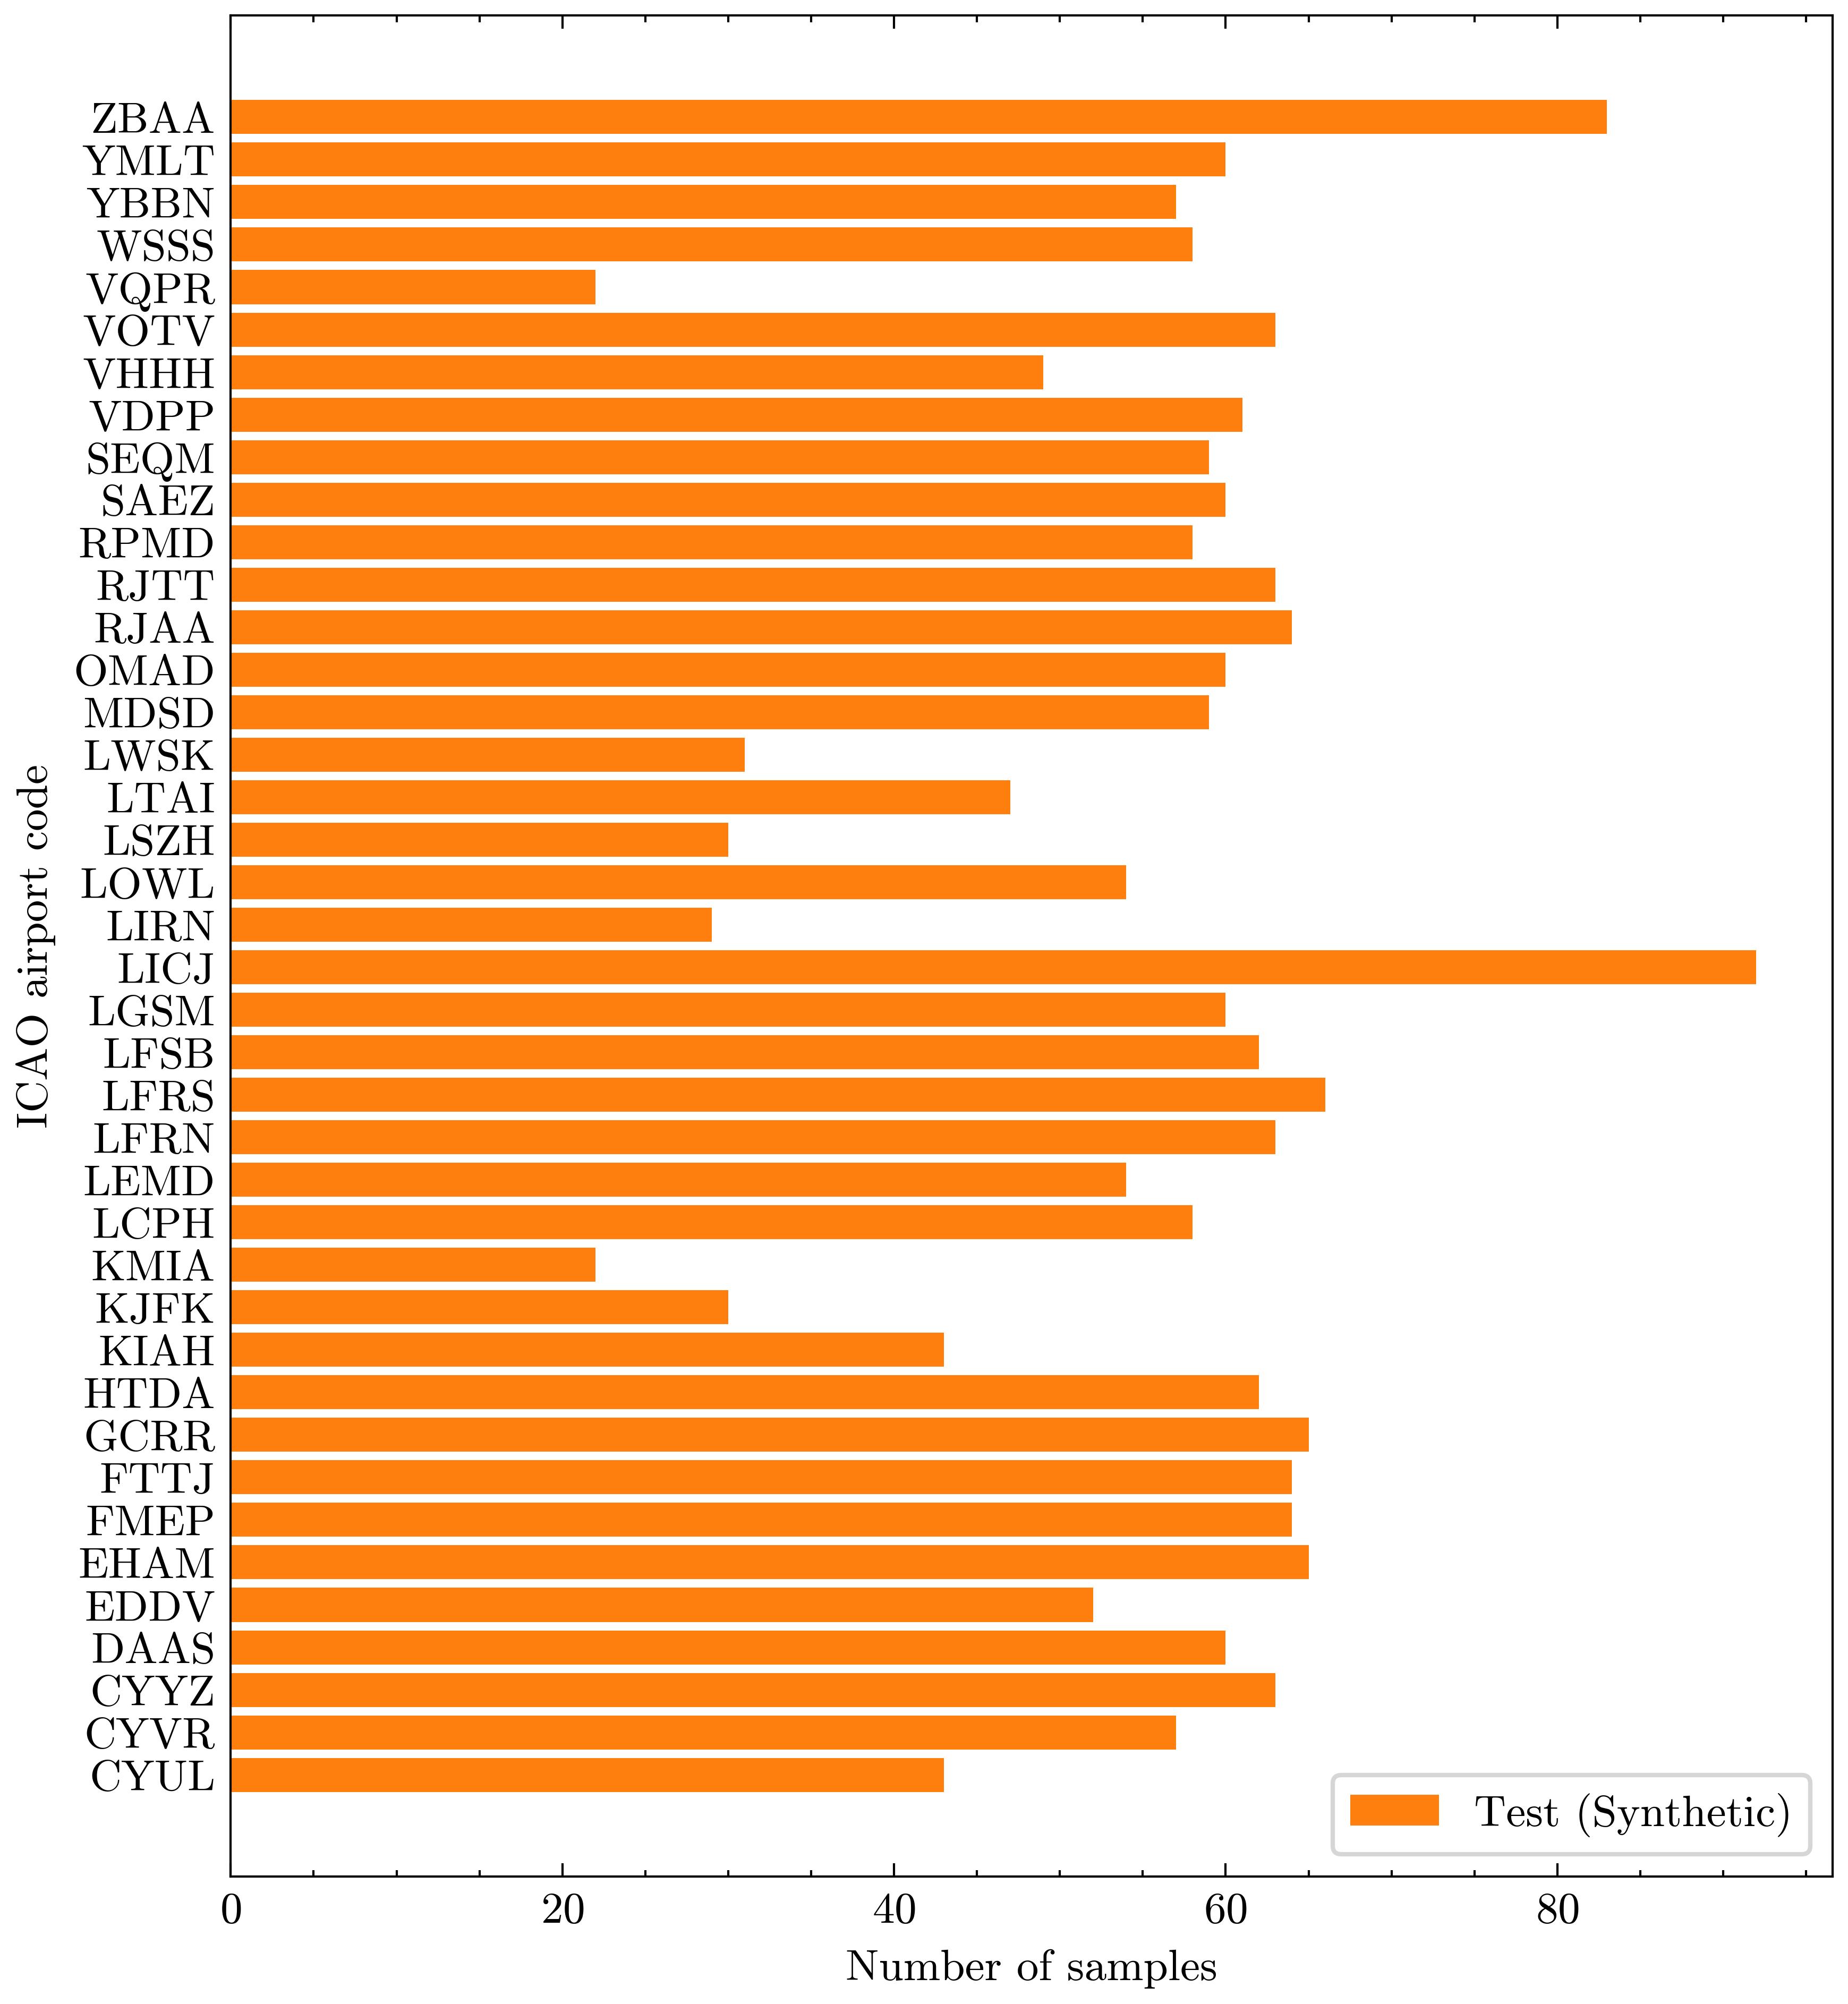 ZBAA
YMLT
YBBN
WSSS
VQPR
VOTV
VHHH
VDPP
SEQM
SAEZ
RPMD
RJTT
RJAA
OMAD
MDSD
LWSK
LTAI
LSZH
LOWL
LIRN
LICJ
LGSM
LFSB
LFRS
LFRN
LEMD
LCPH
KMIA
KJFK
KIAH
HTDA
GCRR
FTTJ
FMEP
EHAM
EDDV
DAAS
CYYZ
CYVR
CYUL
ICAO airport code
Test (Synthetic)
0 20 40 60 80
Number of samples